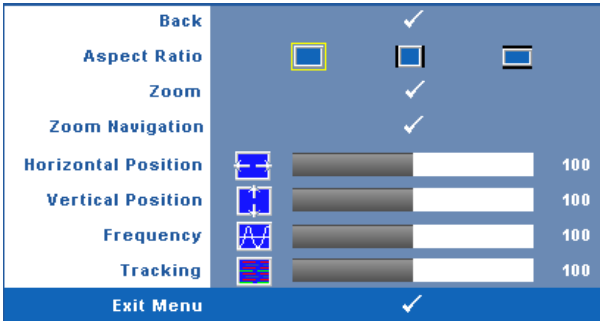 Back
Aspect Ratio
Zoom
Zoom Navigation
Horizontal Position 100
Vertical Position 100
Frequency 100
Tracking 100
Exit Menu